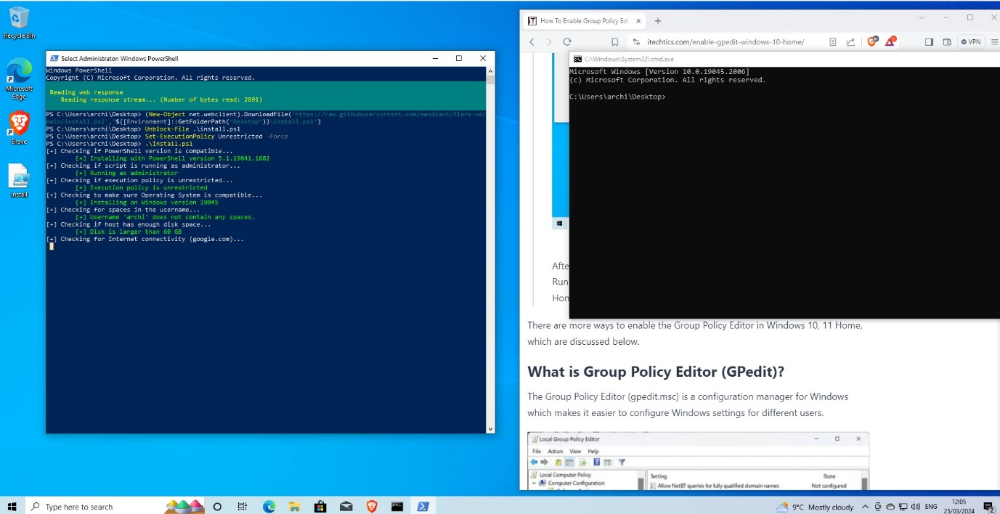 Recycle Bin
Microsoft
Edge
Brave
install
Select Administrator: Windows PowerShell
Windows PowerShell
Copyright (C) Microsoft Corporation. All rights reserved.
Reading web response
Reading response stream... (Number of bytes read: 2891)
PS C:\Users\archi\Desktop> (New-Object net.webclient).DownloadFile('https://raw.githubusercontent.com/mandiant/flare-vm/
main/install.ps1',"$([Environment]::GetFolderPath("Desktop"))\install.ps1")
PS C:\Users\archi\Desktop> Unblock-File .\install.ps1
PS C:\Users\archi\Desktop> Set-ExecutionPolicy Unrestricted -Force
PS C:\Users\archi\Desktop> .\install.ps1
[+] Checking if PowerShell version is compatible...
[+] Installing with PowerShell version 5.1.19041.1682
[+] Checking if script is running as administrator...
[+] Running as administrator
[+] Checking if execution policy is unrestricted...
[+] Execution policy is unrestricted
[+] Checking to make sure Operating System is compatible...
[+] Installing on Windows version 19045
[+] Checking for spaces in the username...
[+] Username 'archi' does not contain any spaces.
[+] Checking if host has enough disk space...
[+] Disk is larger than 60 GB
[+] Checking for Internet connectivity (google.com)...
How To Enable Group Policy Edi
itechtics.com/enable-gpedit-windows-10-home/
VPN
C:\Windows\System32\cmd.exe
Microsoft Windows [Version 10.0.19045.2006]
(c) Microsoft Corporation. All rights reserved.
C:\Users\archi\Desktop>
Afte
Run
Hom
There are more ways to enable the Group Policy Editor in Windows 10, 11 Home,
which are discussed below.
What is Group Policy Editor (GPedit)?
The Group Policy Editor (gpedit.msc) is a configuration manager for Windows
which makes it easier to configure Windows settings for different users.
Local Group Policy Editor
File Action View Help
Local Computer Policy
Computer Configuration
Setting State
Allow NetBT queries for fully qualified domain names Not configured
Type here to search
9°C Mostly cloudy
ENG
12:05
25/03/2024
2